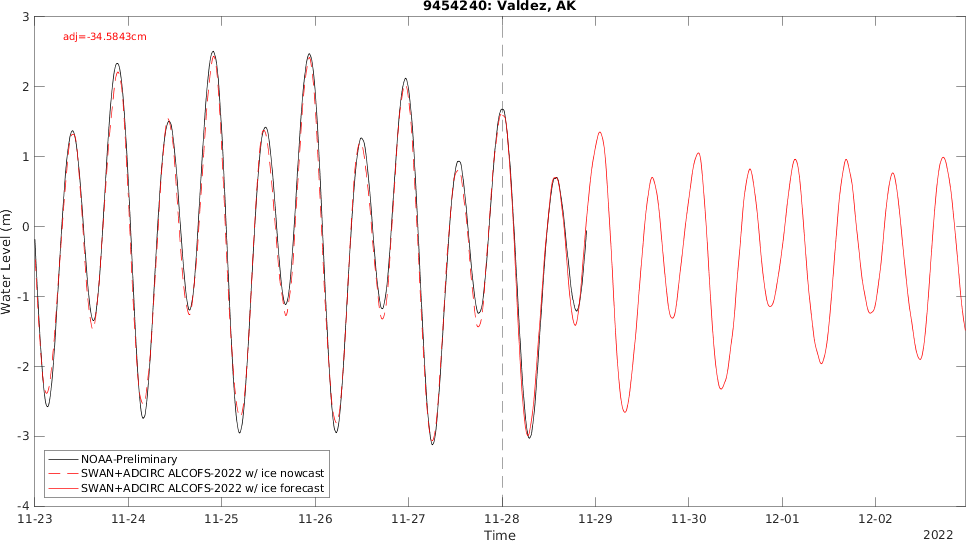 9454240: Valdez, AK
adj=-34.5843cm
3
2
1
0
-1
-2
-3
-4
Water Level (m)
NOAA-Preliminary
SWAN+ADCIRC ALCOFS-2022 w/ ice nowcast
SWAN+ADCIRC ALCOFS-2022 w/ ice forecast
11-23 11-24 11-25 11-26 11-27 11-28 11-29 11-30 12-01 12-02
Time
2022